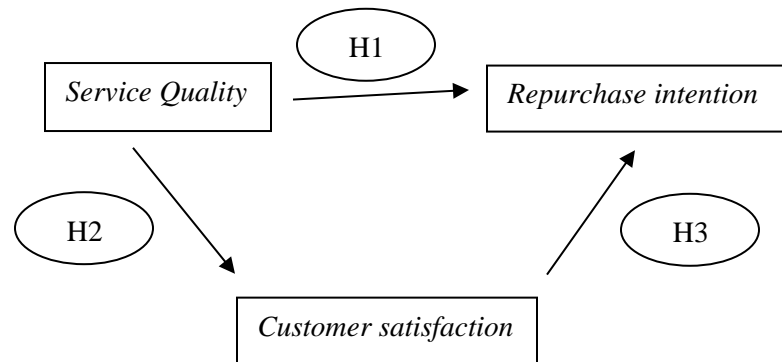 H1
Service Quality
Repurchase intention
H2
H3
Customer satisfaction